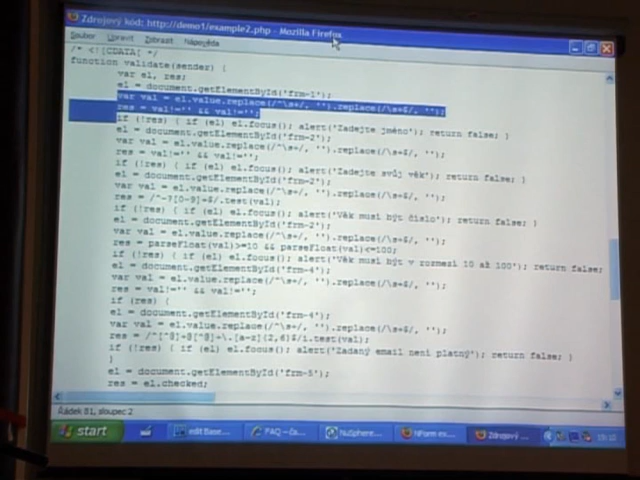 Zdrojový kód: http://demo1/example2.php - Mozilla Firefox
Soubor Upravit Zobrazit Nápověda
/* <![CDATA[ */
function validate(sender) {
var el, res;
el = document.getElementById('frm-1');
var val = el.value.replace(/^\s+/, '').replace(/\s+$/, '');
res = val!='' && val!='';
if (!res) { if (el) el.focus(); alert('Zadejte jméno'); return false; }
el = document.getElementById('frm-2');
var val = el.value.replace(/^\s+/, '').replace(/\s+$/, '');
res = val!='' && val!='';
if (!res) { if (el) el.focus(); alert('Zadejte svůj věk'); return false; }
el = document.getElementById('frm-2');
var val = el.value.replace(/^\s+/, '').replace(/\s+$/, '');
res = /^-?[0-9]+$/.test(val);
if (!res) { if (el) el.focus(); alert('Věk musí být číslo'); return false; }
el = document.getElementById('frm-2');
var val = el.value.replace(/^\s+/, '').replace(/\s+$/, '');
res = parseFloat(val)>=10 && parseFloat(val)<=100;
if (!res) { if (el) el.focus(); alert('Věk musí být v rozmezí 10 až 100'); return false;
el = document.getElementById('frm-4');
var val = el.value.replace(/^\s+/, '').replace(/\s+$/, '');
res = val!='' && val!='';
if (res) {
el = document.getElementById('frm-4');
var val = el.value.replace(/^\s+/, '').replace(/\s+$/, '');
res = /^[^@]+@[^@]+\.[a-z]{2,6}$/i.test(val);
if (!res) { if (el) el.focus(); alert('Zadaný email není platný'); return false; }
}
el = document.getElementById('frm-5');
res = el.checked;
Řádek 81, sloupec 2
start edit Base... FAQ – ča... NuSphere... NForm ex... Zdrojový ...